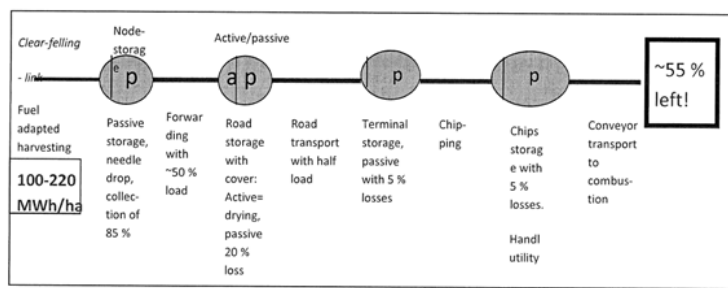 Clear-felling
- link
Fuel
adapted
harvesting
100-220
MWh/ha
Node-
storag
e
p
Passive
storage,
needle
drop,
collec-
tion of
85 %
Forwar
ding
with
~50 %
load
Active/passive
a p
Road
storage
with
cover:
Active=
drying,
passive
20 %
loss
Road
transport
with half
load
p
Terminal
storage,
passive
with 5 %
losses
Chip-
ping
p
Chips
storag
e with
5 %
losses.
Handl
utility
Conveyor
transport
to
combus-
tion
~55 %
left!